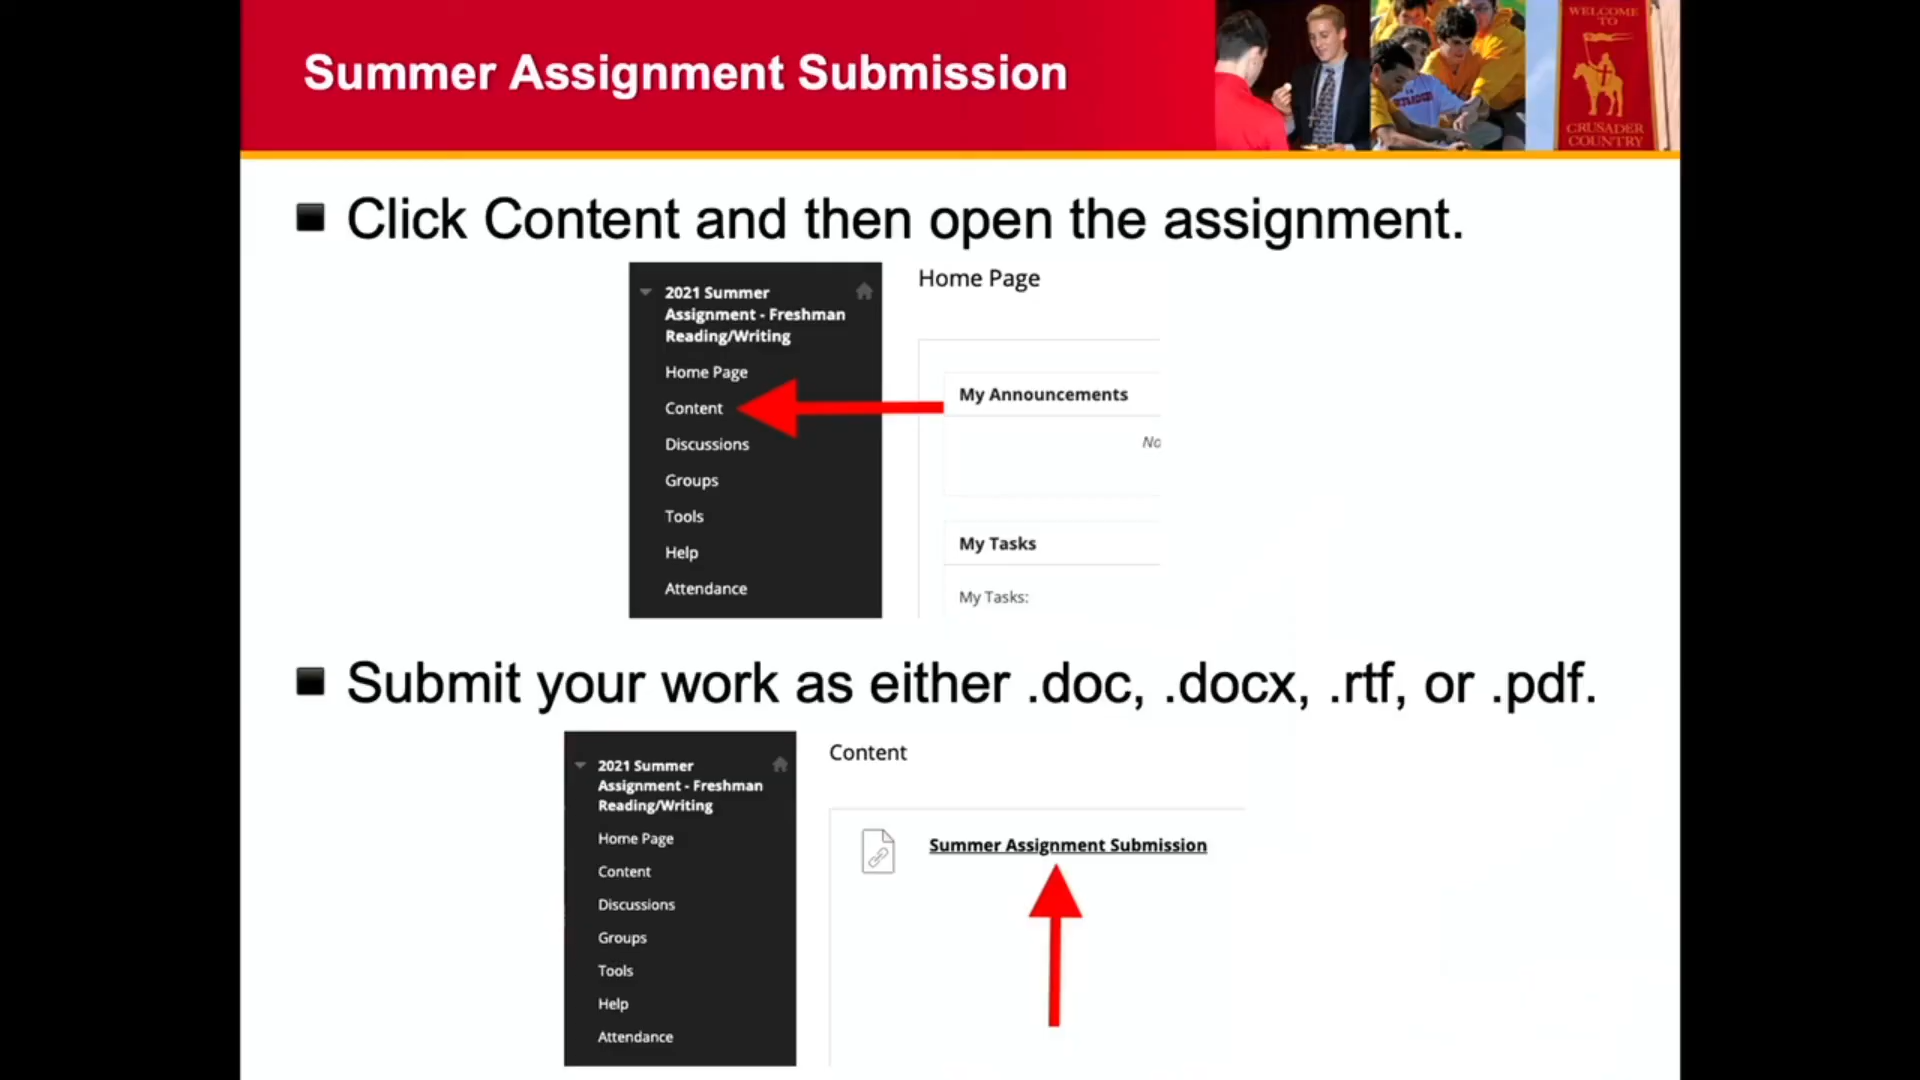 Summer Assignment Submission
WELCOME
TO
CRUSADER
COUNTRY
Click Content and then open the assignment.
2021 Summer
Assignment - Freshman
Reading/Writing
Home Page
Content
Discussions
Groups
Tools
Help
Attendance
Home Page
My Announcements
No
My Tasks
My Tasks:
Submit your work as either .doc, .docx, .rtf, or .pdf.
2021 Summer
Assignment - Freshman
Reading/Writing
Home Page
Content
Discussions
Groups
Tools
Help
Attendance
Content
Summer Assignment Submission